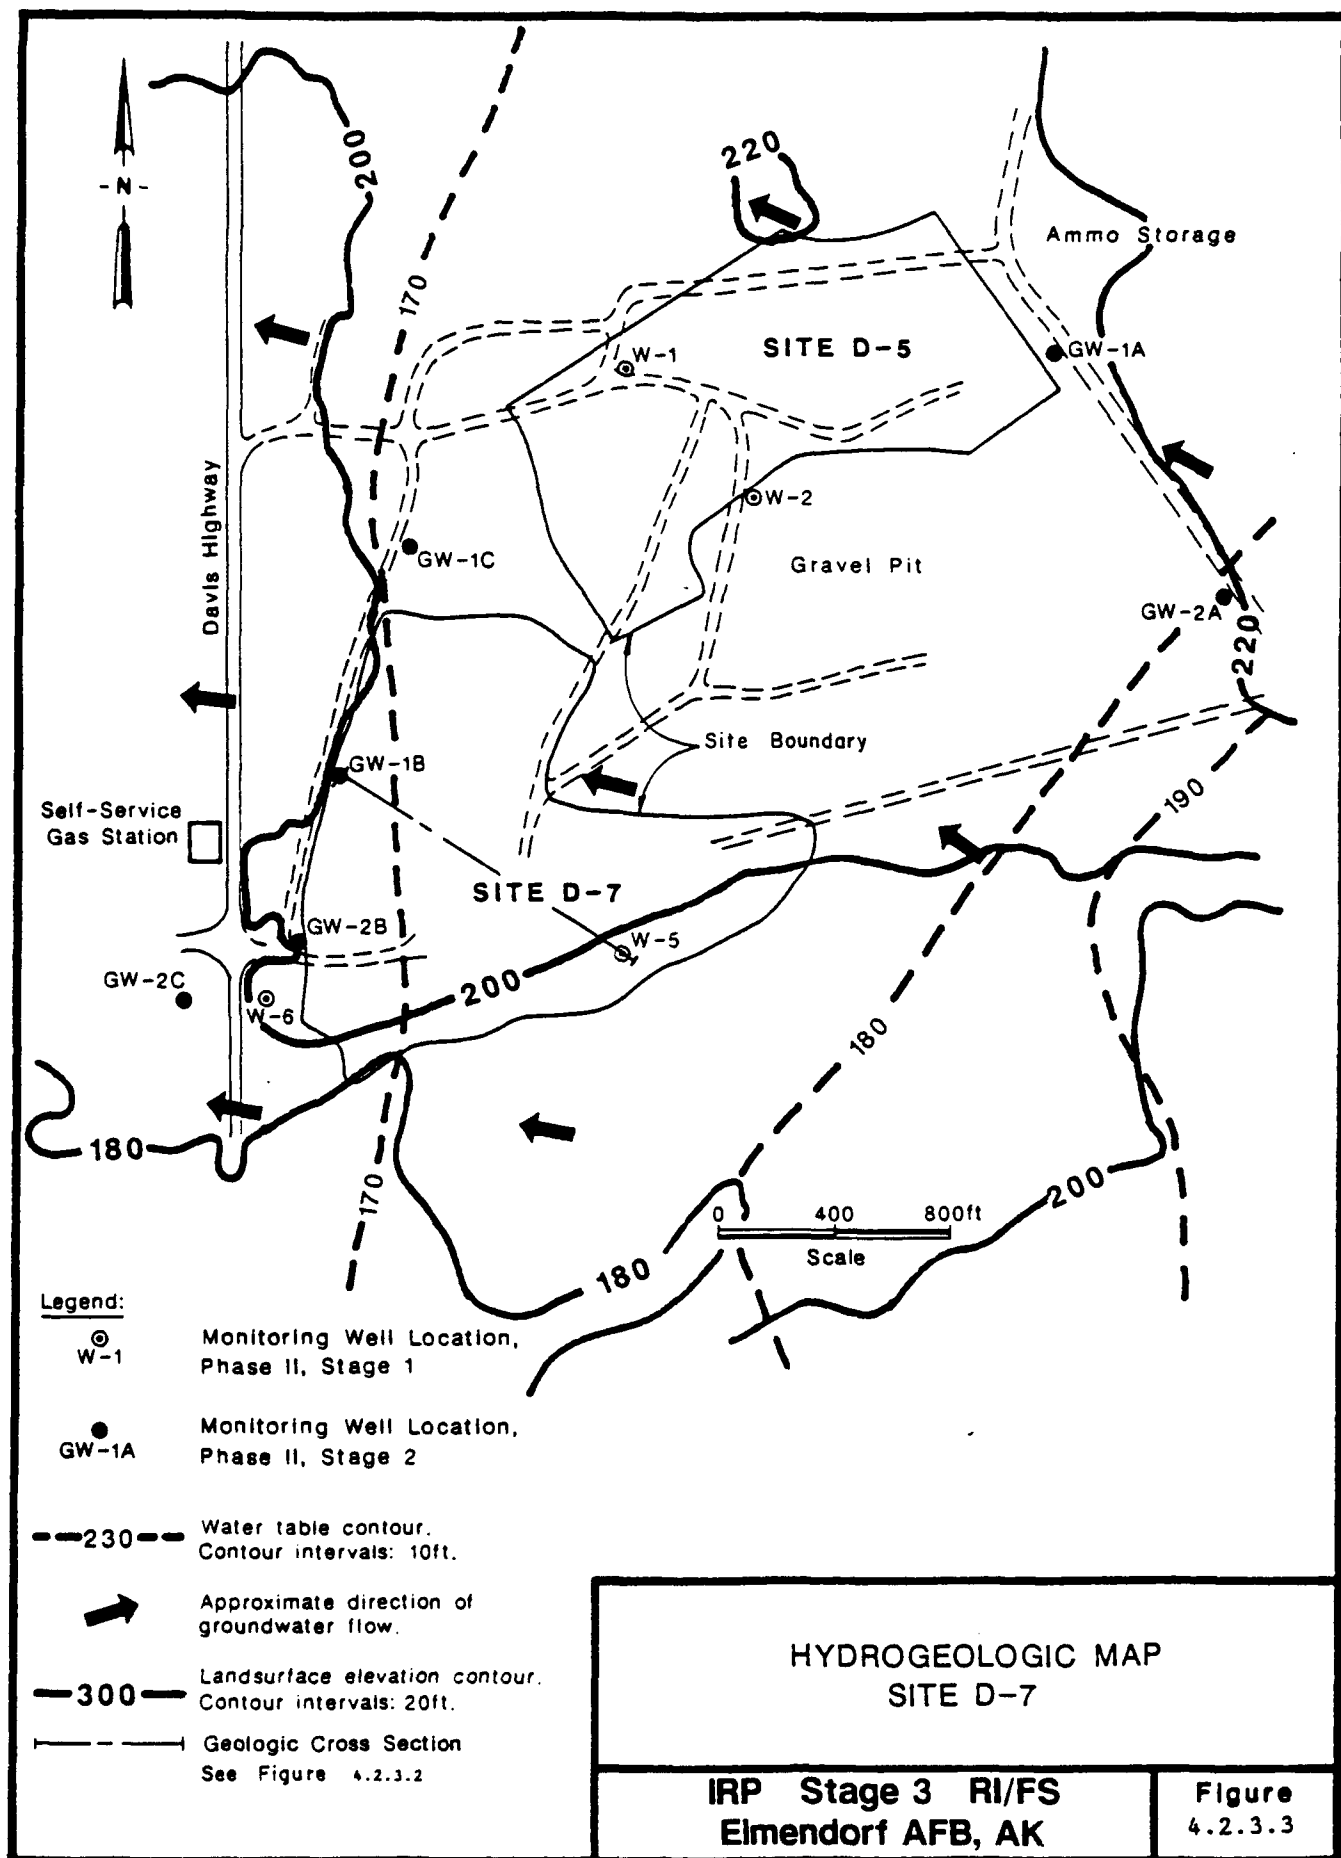 - N -
200
170
220
Ammo Storage
SITE D-5
W-1
GW-1A
W-2
Davis Highway
GW-1C
Gravel Pit
GW-2A
220
Site Boundary
GW-1B
190
Self-Service
Gas Station
SITE D-7
GW-2B
W-5
GW-2C
200
W-6
180
180
170
200
0 400 800ft
Scale
180
Legend:
W-1
Monitoring Well Location,
Phase II, Stage 1
GW-1A
Monitoring Well Location,
Phase II, Stage 2
230
Water table contour.
Contour intervals: 10ft.
Approximate direction of
groundwater flow.
300
Landsurface elevation contour.
Contour intervals: 20ft.
Geologic Cross Section
See Figure 4.2.3.2
HYDROGEOLOGIC MAP
SITE D-7
IRP Stage 3 RI/FS
Elmendorf AFB, AK
Figure
4.2.3.3